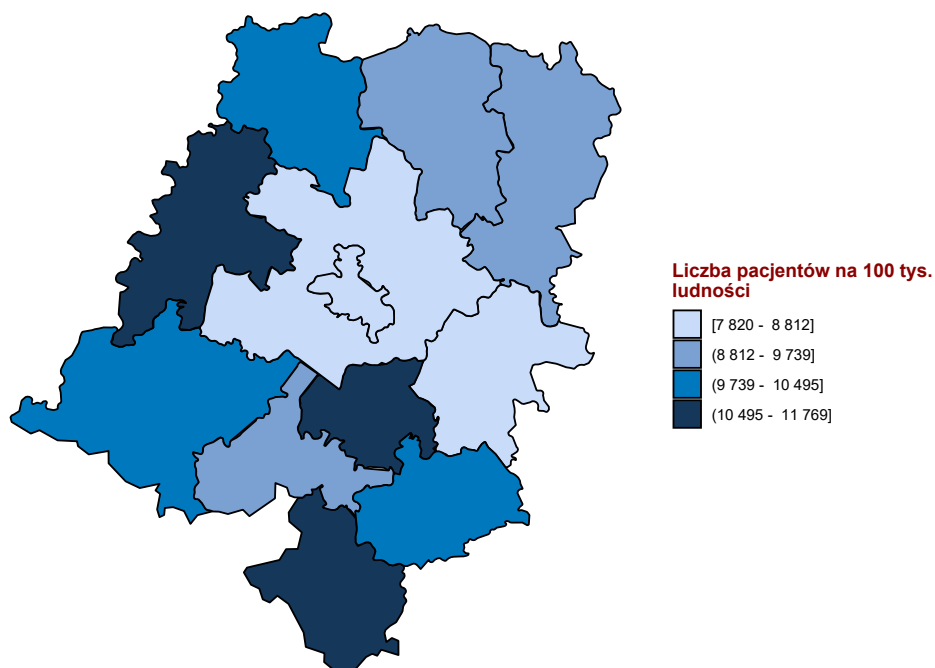 Liczba pacjentów na 100 tys.
ludności
[7 820 - 8 812]
(8 812 - 9 739]
(9 739 - 10 495]
(10 495 - 11 769]